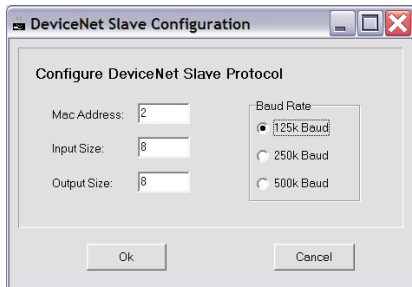 DeviceNet Slave Configuration
Configure DeviceNet Slave Protocol
Mac Address: 2
Input Size: 8
Output Size: 8
Baud Rate
125k Baud
250k Baud
500k Baud
Ok
Cancel